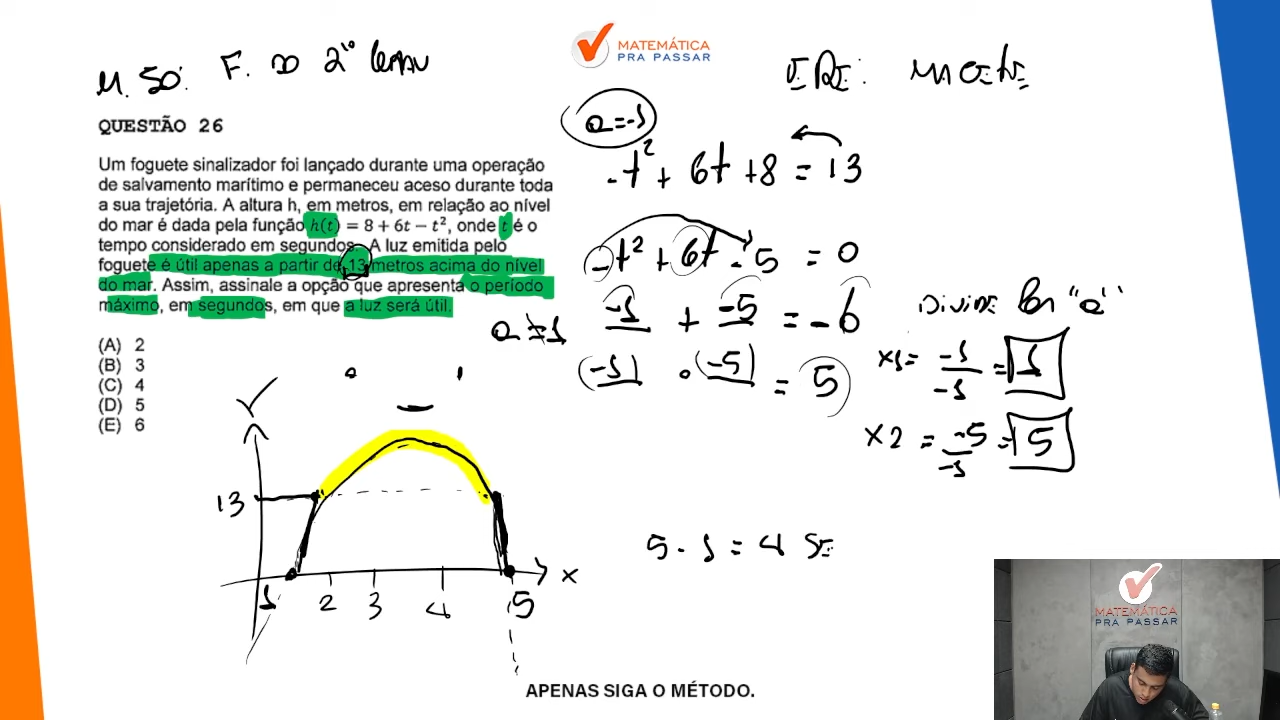 MATEMÁTICA
PRA PASSAR
M. SO:
F. DO 2º
QUESTÃO 26
Um foguete sinalizador foi lançado durante uma operação
de salvamento marítimo e permaneceu aceso durante toda
a sua trajetória. A altura h, em metros, em relação ao nível
do mar é dada pela função h(t) = 8 + 6t − t², onde t é o
tempo considerado em segundos. A luz emitida pelo
foguete é útil apenas a partir de 13 metros acima do nível
do mar. Assim, assinale a opção que apresenta o período
máximo, em segundos, em que a luz será útil.
(A) 2
(B) 3
(C) 4
(D) 5
(E) 6
a=-1
-t² + 6t + 8 = 13
-t² + 6t - 5 = 0
-1 + -5 = -6
(-1) · (-5) = 5
a ≠ 1
DIVIDE POR "a"
x1 = -1/-1 = 1
x2 = -5/-1 = 5
13
1 2 3 4 5 x
5 - 1 = 4 SE
MATEMÁTICA
PRA PASSAR
APENAS SIGA O MÉTODO.